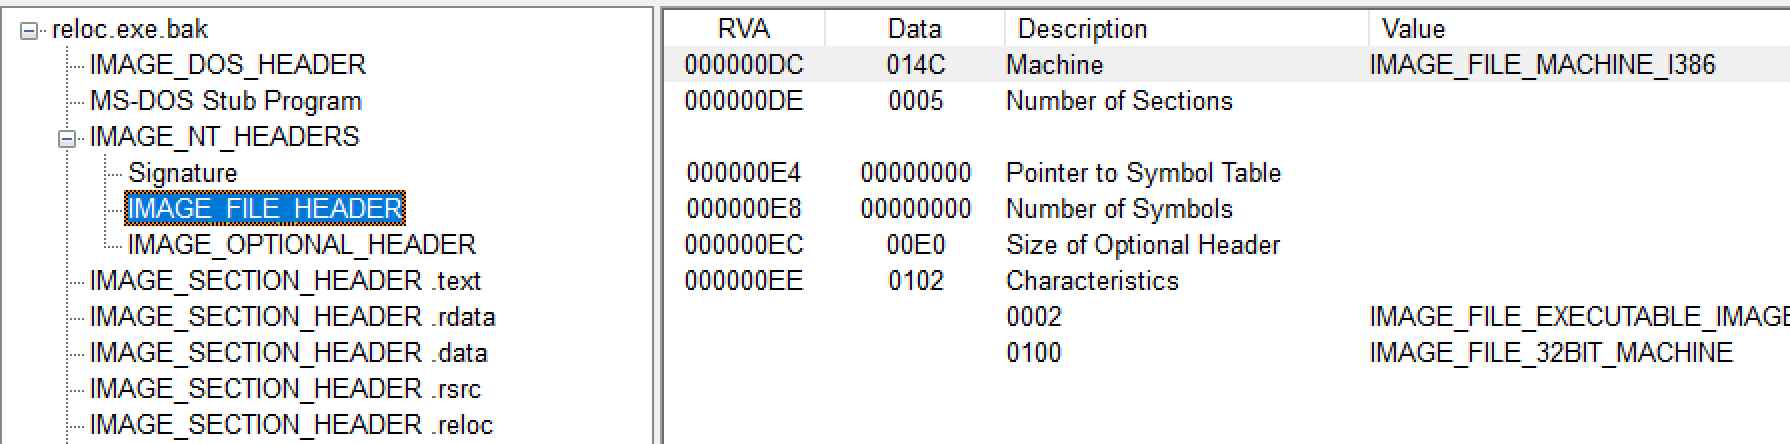 reloc.exe.bak
IMAGE_DOS_HEADER
MS-DOS Stub Program
IMAGE_NT_HEADERS
Signature
IMAGE_FILE_HEADER
IMAGE_OPTIONAL_HEADER
IMAGE_SECTION_HEADER .text
IMAGE_SECTION_HEADER .rdata
IMAGE_SECTION_HEADER .data
IMAGE_SECTION_HEADER .rsrc
IMAGE_SECTION_HEADER .reloc
RVA Data Description Value
000000DC 014C Machine IMAGE_FILE_MACHINE_I386
000000DE 0005 Number of Sections
000000E4 00000000 Pointer to Symbol Table
000000E8 00000000 Number of Symbols
000000EC 00E0 Size of Optional Header
000000EE 0102 Characteristics
0002 IMAGE_FILE_EXECUTABLE_IMAGE
0100 IMAGE_FILE_32BIT_MACHINE